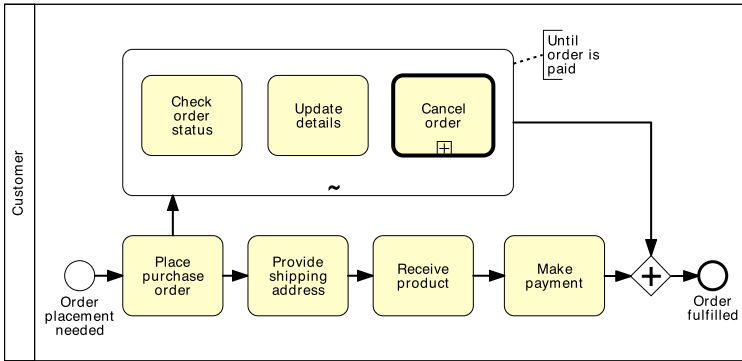 Customer
Until
order is
paid
Check
order
status
Update
details
Cancel
order
~
Place
purchase
order
Provide
shipping
address
Receive
product
Make
payment
Order
placement
needed
Order
fulfilled